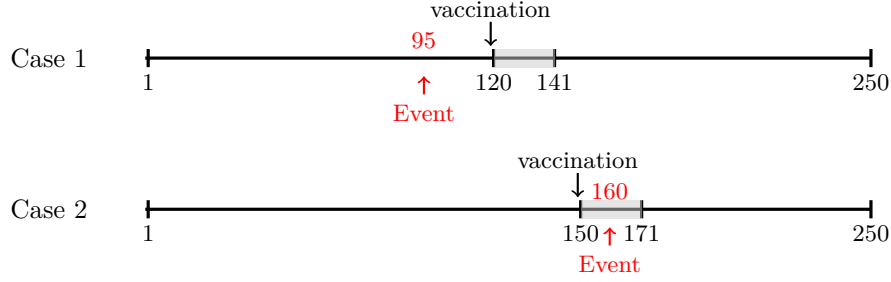 vaccination
95
Case 1
1 120 141 250
Event
vaccination
160
Case 2
1 150 171 250
Event